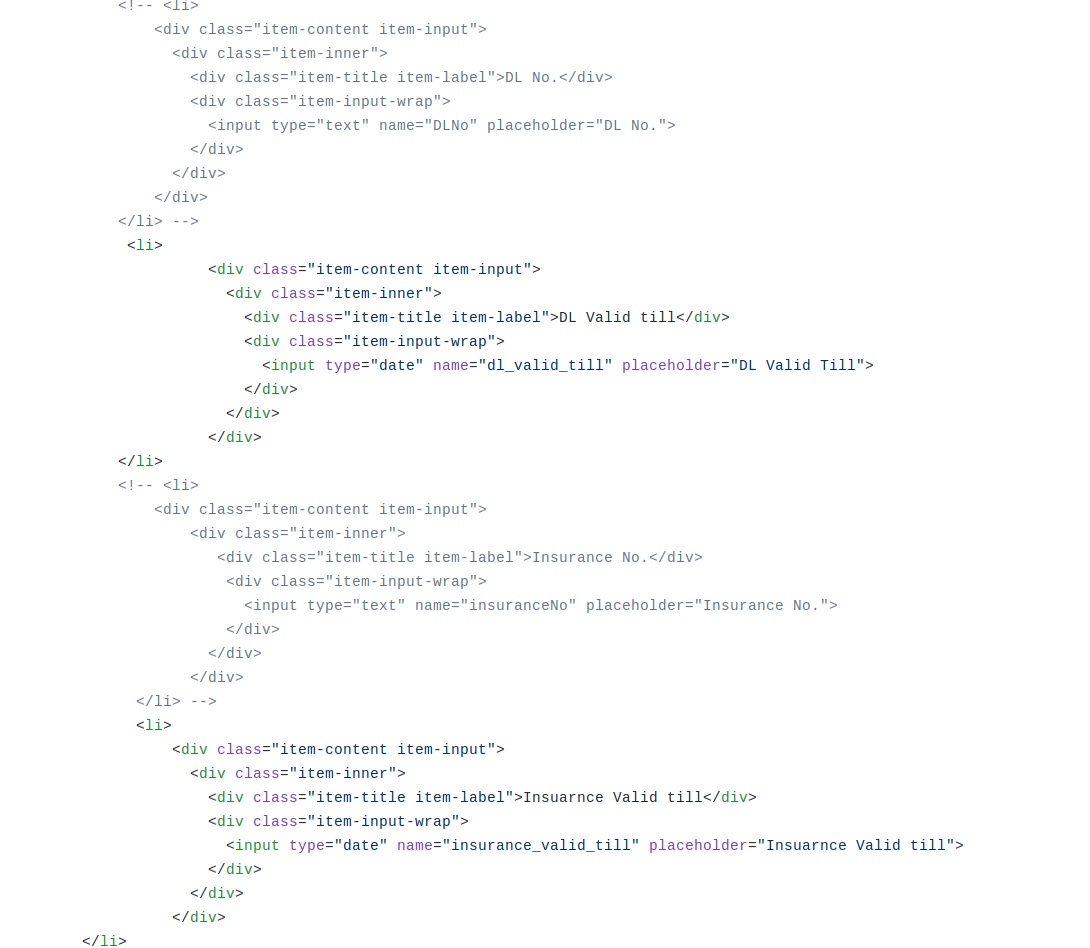 <!-- <li>
<div class="item-content item-input">
<div class="item-inner">
<div class="item-title item-label">DL No.</div>
<div class="item-input-wrap">
<input type="text" name="DLNo" placeholder="DL No.">
</div>
</div>
</div>
</li> -->
<li>
<div class="item-content item-input">
<div class="item-inner">
<div class="item-title item-label">DL Valid till</div>
<div class="item-input-wrap">
<input type="date" name="dl_valid_till" placeholder="DL Valid Till">
</div>
</div>
</div>
</li>
<!-- <li>
<div class="item-content item-input">
<div class="item-inner">
<div class="item-title item-label">Insurance No.</div>
<div class="item-input-wrap">
<input type="text" name="insuranceNo" placeholder="Insurance No.">
</div>
</div>
</div>
</li> -->
<li>
<div class="item-content item-input">
<div class="item-inner">
<div class="item-title item-label">Insuarnce Valid till</div>
<div class="item-input-wrap">
<input type="date" name="insurance_valid_till" placeholder="Insuarnce Valid till">
</div>
</div>
</div>
</li>